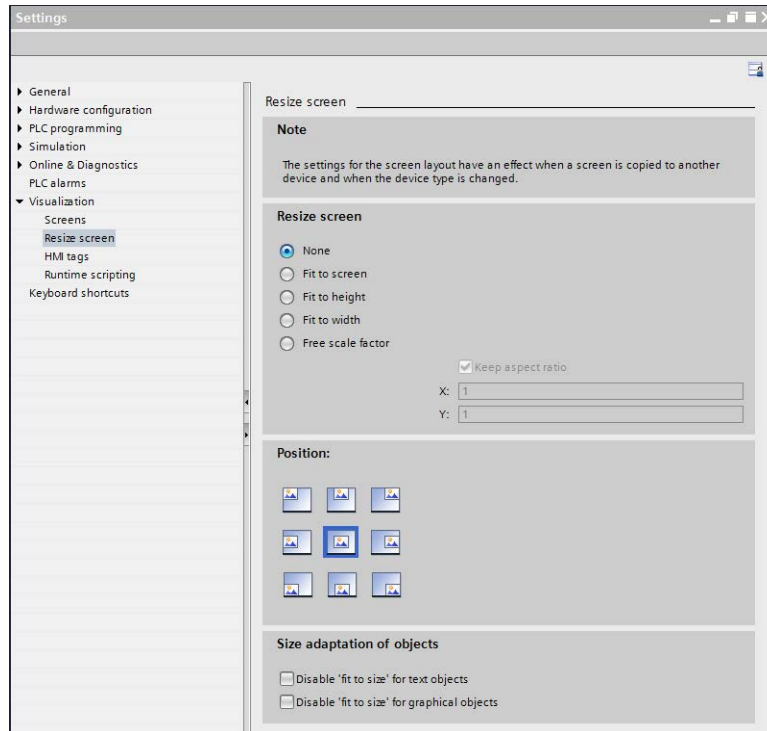 Settings
General
Hardware configuration
PLC programming
Simulation
Online & Diagnostics
PLC alarms
Visualization
Screens
Resize screen
HMI tags
Runtime scripting
Keyboard shortcuts
Resize screen
Note
The settings for the screen layout have an effect when a screen is copied to another
device and when the device type is changed.
Resize screen
None
Fit to screen
Fit to height
Fit to width
Free scale factor
Keep aspect ratio
X: 1
Y: 1
Position:
Size adaptation of objects
Disable 'fit to size' for text objects
Disable 'fit to size' for graphical objects